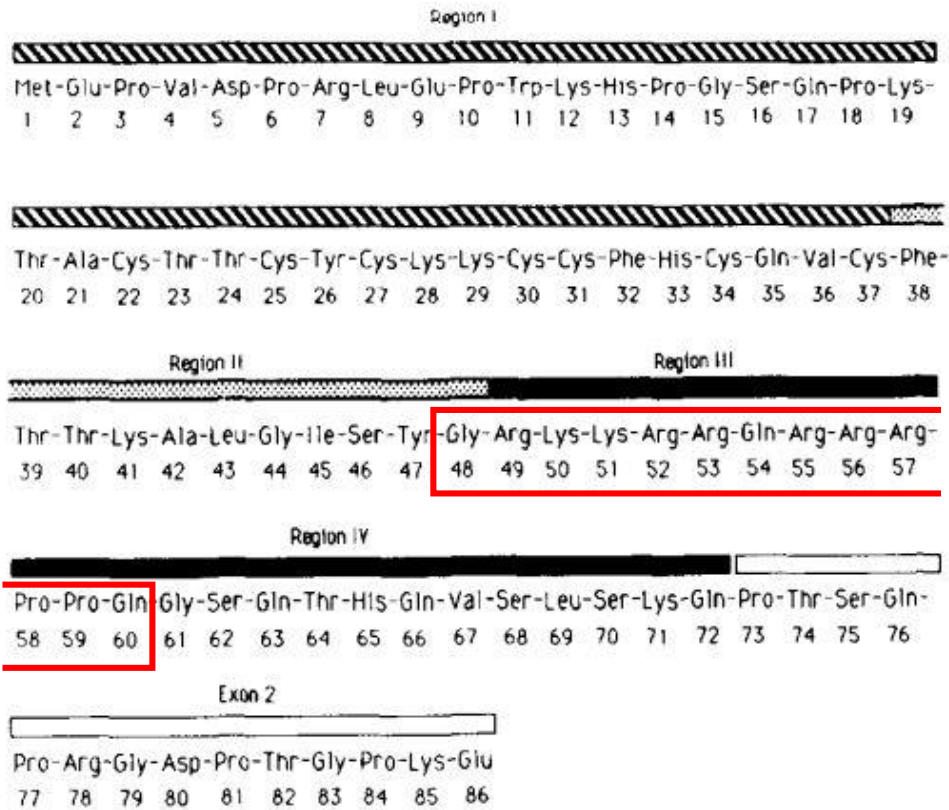 Region I
Met-Glu-Pro-Val-Asp-Pro-Arg-Leu-Glu-Pro-Trp-Lys-His-Pro-Gly-Ser-Gln-Pro-Lys-
1 2 3 4 5 6 7 8 9 10 11 12 13 14 15 16 17 18 19
Thr-Ala-Cys-Thr-Thr-Cys-Tyr-Cys-Lys-Lys-Cys-Cys-Phe-His-Cys-Gln-Val-Cys-Phe-
20 21 22 23 24 25 26 27 28 29 30 31 32 33 34 35 36 37 38
Region II Region III
Thr-Thr-Lys-Ala-Leu-Gly-Ile-Ser-Tyr-Gly-Arg-Lys-Lys-Arg-Arg-Gln-Arg-Arg-Arg-
39 40 41 42 43 44 45 46 47 48 49 50 51 52 53 54 55 56 57
Region IV
Pro-Pro-Gln-Gly-Ser-Gln-Thr-His-Gln-Val-Ser-Leu-Ser-Lys-Gln-Pro-Thr-Ser-Gln-
58 59 60 61 62 63 64 65 66 67 68 69 70 71 72 73 74 75 76
Exon 2
Pro-Arg-Gly-Asp-Pro-Thr-Gly-Pro-Lys-Glu
77 78 79 80 81 82 83 84 85 86